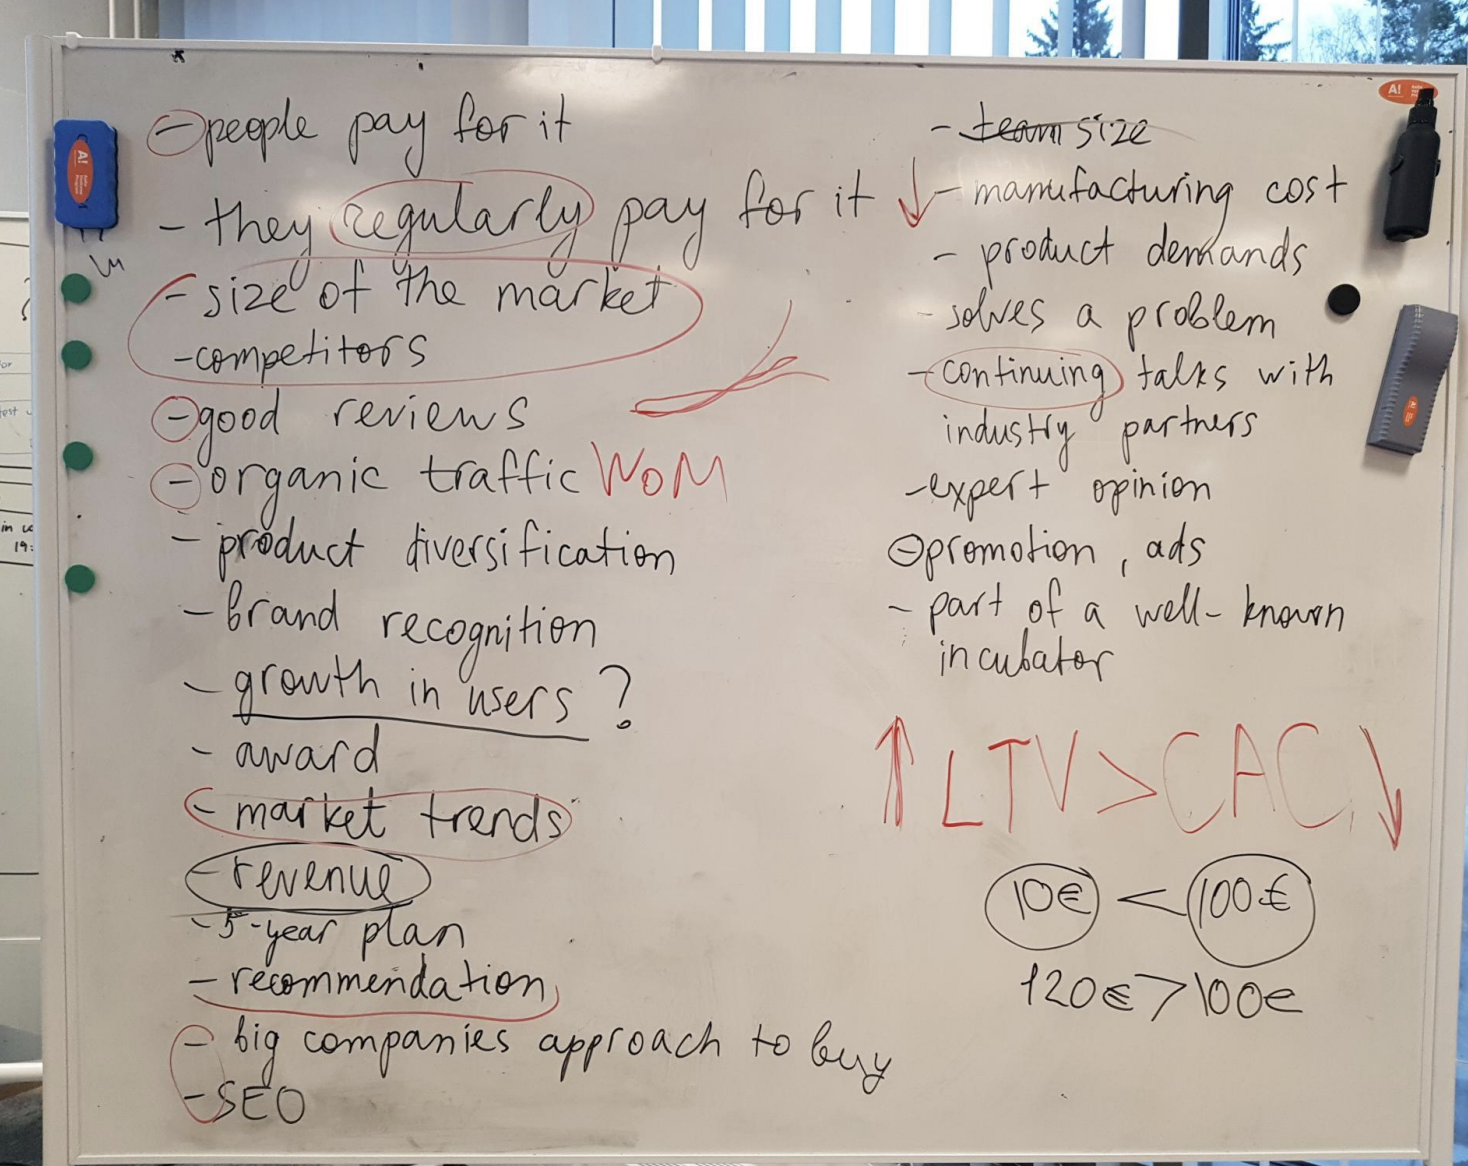 - people pay for it
- they regularly pay for it
- size of the market
- competitors
- good reviews
- organic traffic WoM
- product diversification
- brand recognition
- growth in users ?
- award
- market trends
- revenue
- 5-year plan
- recommendation
- big companies approach to buy
- SEO
- team size
↓ - manufacturing cost
- product demands
- solves a problem
- continuing talks with
industry partners
- expert opinion
- promotion, ads
- part of a well-known
incubator
↑ LTV > CAC ↓
10€ < 100€
120€ > 100€
A!
A!
A!